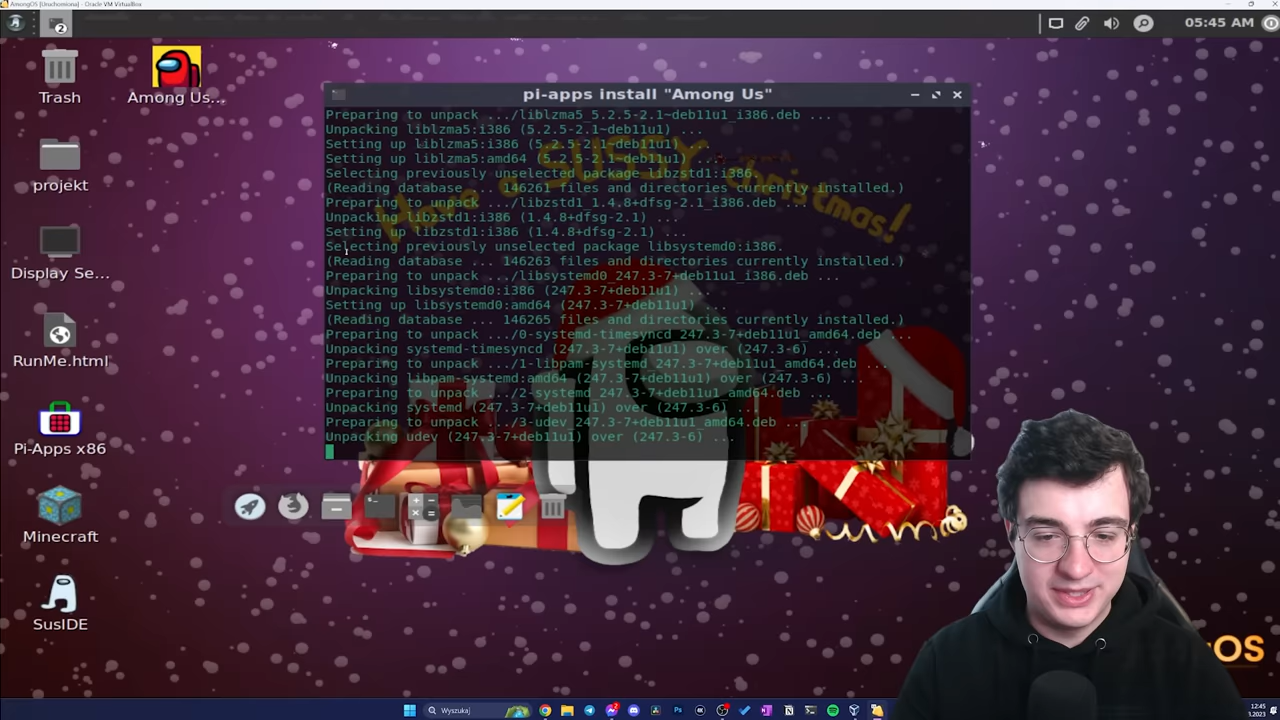 AmongOS [Uruchomiona] - Oracle VM VirtualBox
2
05:45 AM
Trash
Among Us...
projekt
Display Se...
RunMe.html
Pi-Apps x86
Minecraft
SusIDE
pi-apps install "Among Us"
Preparing to unpack .../liblzma5_5.2.5-2.1~deb11u1_i386.deb ...
Unpacking liblzma5:i386 (5.2.5-2.1~deb11u1) ...
Setting up liblzma5:i386 (5.2.5-2.1~deb11u1) ...
Setting up liblzma5:amd64 (5.2.5-2.1~deb11u1) ...
Selecting previously unselected package libzstd1:i386.
(Reading database ... 146261 files and directories currently installed.)
Preparing to unpack .../libzstd1_1.4.8+dfsg-2.1_i386.deb ...
Unpacking libzstd1:i386 (1.4.8+dfsg-2.1) ...
Setting up libzstd1:i386 (1.4.8+dfsg-2.1) ...
Selecting previously unselected package libsystemd0:i386.
(Reading database ... 146263 files and directories currently installed.)
Preparing to unpack .../libsystemd0_247.3-7+deb11u1_i386.deb ...
Unpacking libsystemd0:i386 (247.3-7+deb11u1) ...
Setting up libsystemd0:amd64 (247.3-7+deb11u1) ...
(Reading database ... 146265 files and directories currently installed.)
Preparing to unpack .../0-systemd-timesyncd_247.3-7+deb11u1_amd64.deb ...
Unpacking systemd-timesyncd (247.3-7+deb11u1) over (247.3-6) ...
Preparing to unpack .../1-libpam-systemd_247.3-7+deb11u1_amd64.deb ...
Unpacking libpam-systemd:amd64 (247.3-7+deb11u1) over (247.3-6) ...
Preparing to unpack .../2-systemd_247.3-7+deb11u1_amd64.deb ...
Unpacking systemd (247.3-7+deb11u1) over (247.3-6) ...
Preparing to unpack .../3-udev_247.3-7+deb11u1_amd64.deb ...
Unpacking udev (247.3-7+deb11u1) over (247.3-6) ...
Have a SUSSY christmas!
OS
Wyszukaj
12:45